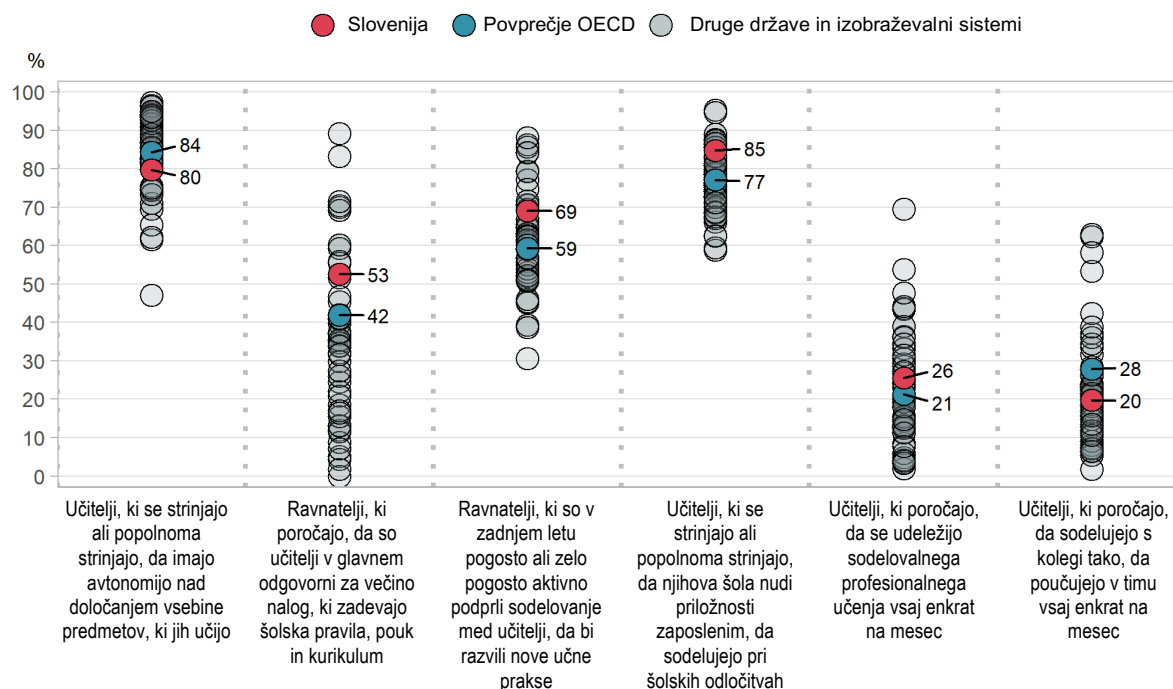 Slovenija
Povprečje OECD
Druge države in izobraževalni sistemi
%
100
90
80
70
60
50
40
30
20
10
0
84
80
53
42
69
59
85
77
26
21
28
20
Učitelji, ki se strinjajo
ali popolnoma
strinjajo, da imajo
avtonomijo nad
določanjem vsebine
predmetov, ki jih učijo
Ravnatelji, ki
poročajo, da so
učitelji v glavnem
odgovorni za večino
nalog, ki zadevajo
šolska pravila, pouk
in kurikulum
Ravnatelji, ki so v
zadnjem letu
pogosto ali zelo
pogosto aktivno
podprli sodelovanje
med učitelji, da bi
razvili nove učne
prakse
Učitelji, ki se
strinjajo ali
popolnoma strinjajo,
da njihova šola nudi
priložnosti
zaposlenim, da
sodelujejo pri
šolskih odločitvah
Učitelji, ki poročajo,
da se udeležijo
sodelovalnega
profesionalnega
učenja vsaj enkrat
na mesec
Učitelji, ki poročajo,
da sodelujejo s
kolegi tako, da
poučujejo v timu
vsaj enkrat na
mesec